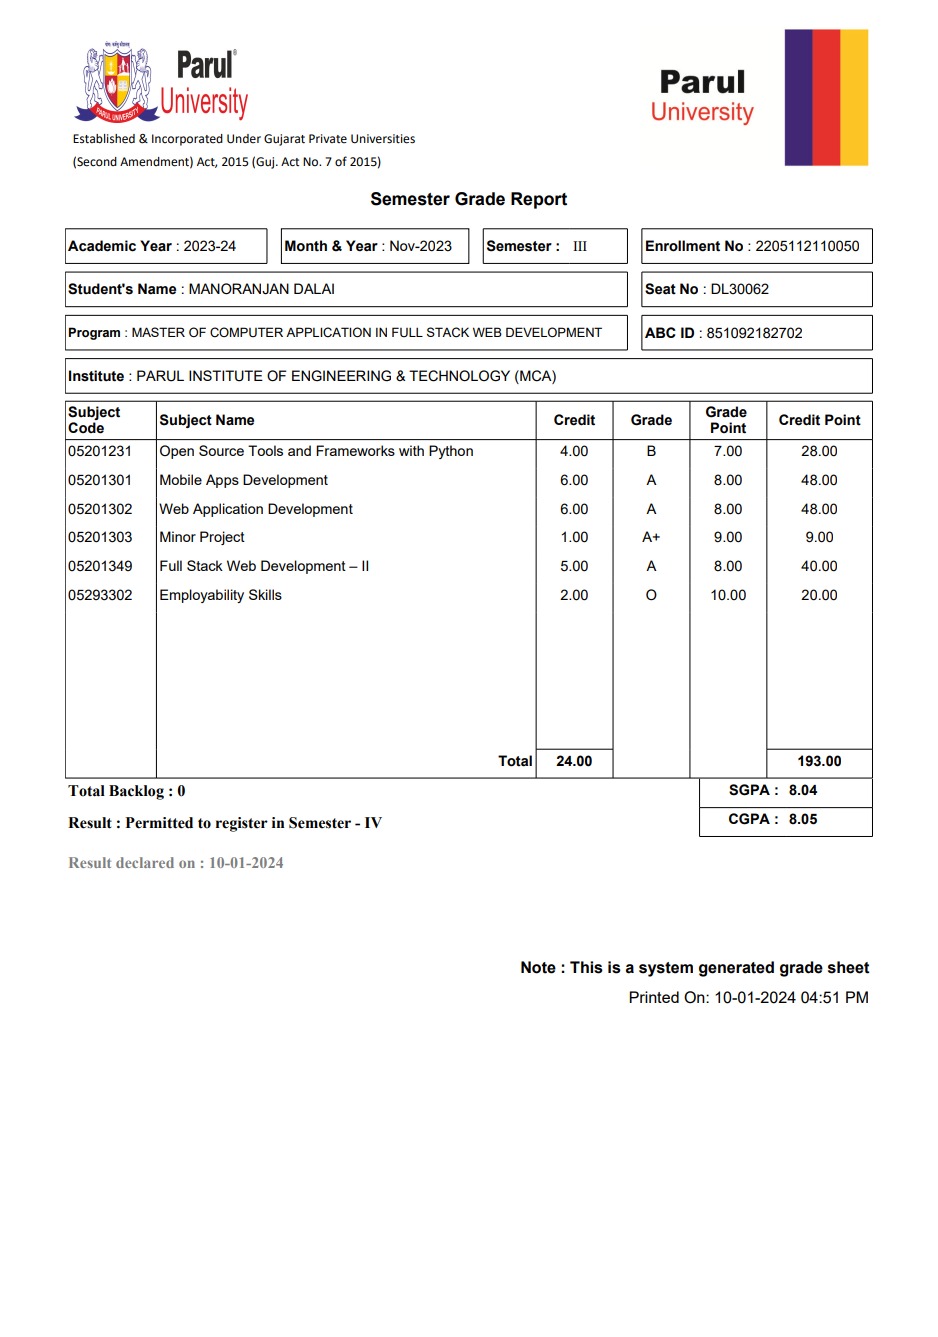 Parul®
University
PARUL UNIVERSITY
Parul
University
Established & Incorporated Under Gujarat Private Universities
(Second Amendment) Act, 2015 (Guj. Act No. 7 of 2015)
Semester Grade Report
Academic Year : 2023-24 Month & Year : Nov-2023 Semester : III Enrollment No : 2205112110050
Student's Name : MANORANJAN DALAI Seat No : DL30062
Program : MASTER OF COMPUTER APPLICATION IN FULL STACK WEB DEVELOPMENT ABC ID : 851092182702
Institute : PARUL INSTITUTE OF ENGINEERING & TECHNOLOGY (MCA)
Subject Code Subject Name Credit Grade Grade Point Credit Point
05201231 Open Source Tools and Frameworks with Python 4.00 B 7.00 28.00
05201301 Mobile Apps Development 6.00 A 8.00 48.00
05201302 Web Application Development 6.00 A 8.00 48.00
05201303 Minor Project 1.00 A+ 9.00 9.00
05201349 Full Stack Web Development – II 5.00 A 8.00 40.00
05293302 Employability Skills 2.00 O 10.00 20.00
Total 24.00 193.00
Total Backlog : 0 SGPA : 8.04
Result : Permitted to register in Semester - IV CGPA : 8.05
Result declared on : 10-01-2024
Note : This is a system generated grade sheet
Printed On: 10-01-2024 04:51 PM